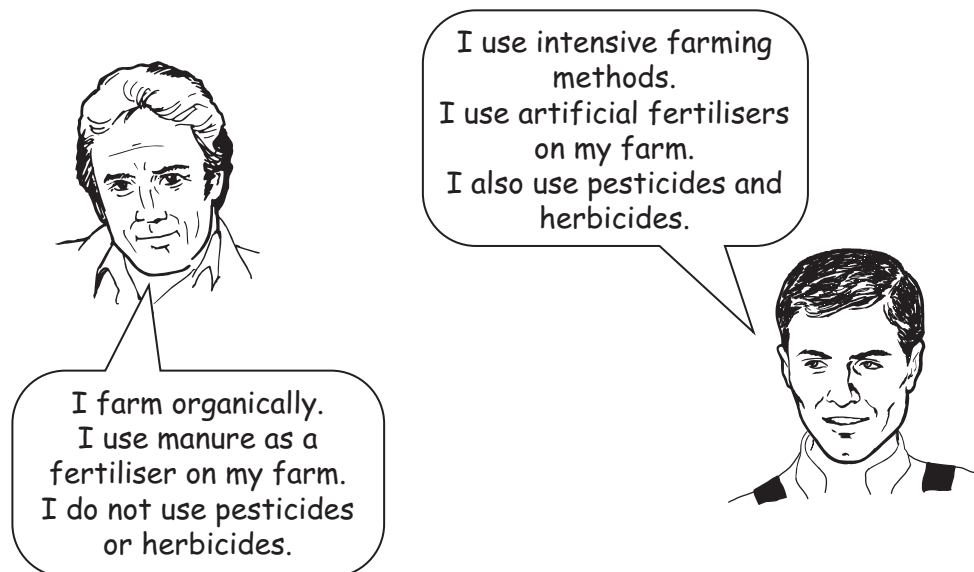 I use intensive farming
methods.
I use artificial fertilisers
on my farm.
I also use pesticides and
herbicides.
I farm organically.
I use manure as a
fertiliser on my farm.
I do not use pesticides
or herbicides.